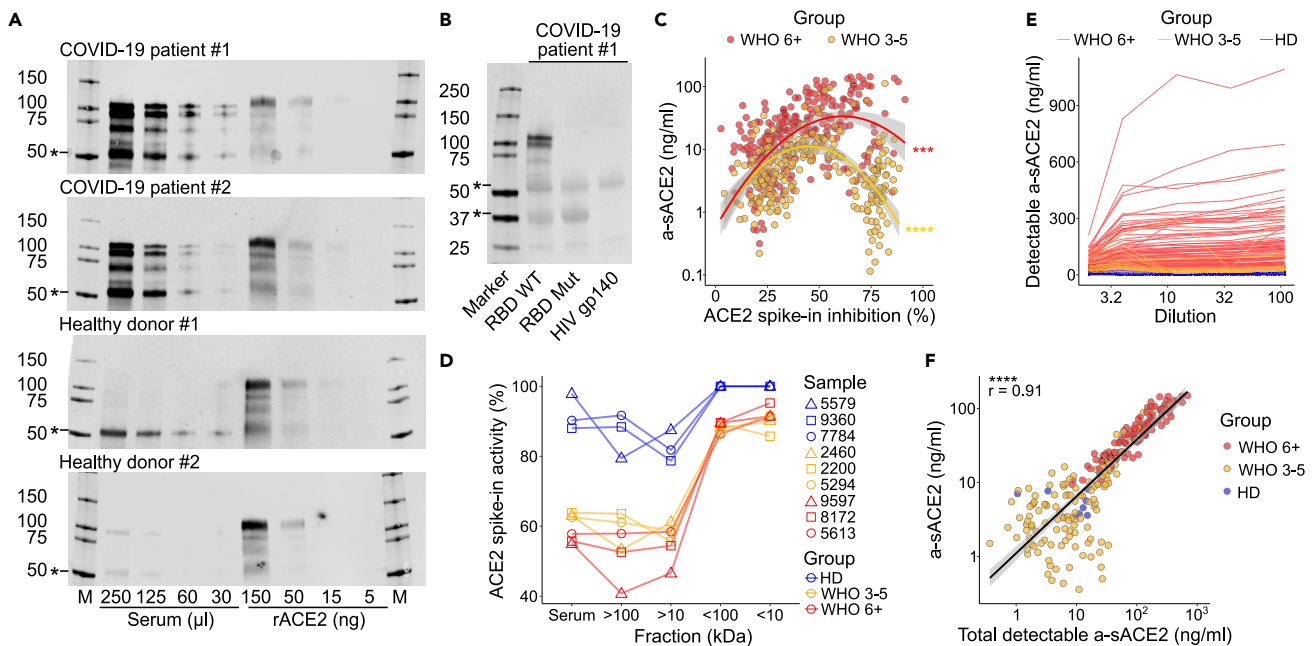 A
COVID-19 patient #1
150
100
75
50 *
COVID-19 patient #2
150
100
75
50 *
Healthy donor #1
150
100
75
50 *
Healthy donor #2
150
100
75
50 *
M 250 125 60 30 150 50 15 5 M
Serum (µl) rACE2 (ng)
B
COVID-19
patient #1
250
150
100
75
50 *
37 *
25
Marker
RBD WT
RBD Mut
HIV gp140
C
Group
WHO 6+ WHO 3-5
a-sACE2 (ng/ml)
100
10
1
0.1
***
****
0 25 50 75 100
ACE2 spike-in inhibition (%)
D
ACE2 spike-in activity (%)
100
80
60
40
Serum >100 >10 <100 <10
Fraction (kDa)
Sample
5579
9360
7784
2460
2200
5294
9597
8172
5613
Group
HD
WHO 3-5
WHO 6+
E
Group
WHO 6+ WHO 3-5 HD
Detectable a-sACE2 (ng/ml)
900
600
300
0
3.2 10 32 100
Dilution
F
****
r = 0.91
a-sACE2 (ng/ml)
100
10
1
1 10 10² 10³
Total detectable a-sACE2 (ng/ml)
Group
WHO 6+
WHO 3-5
HD